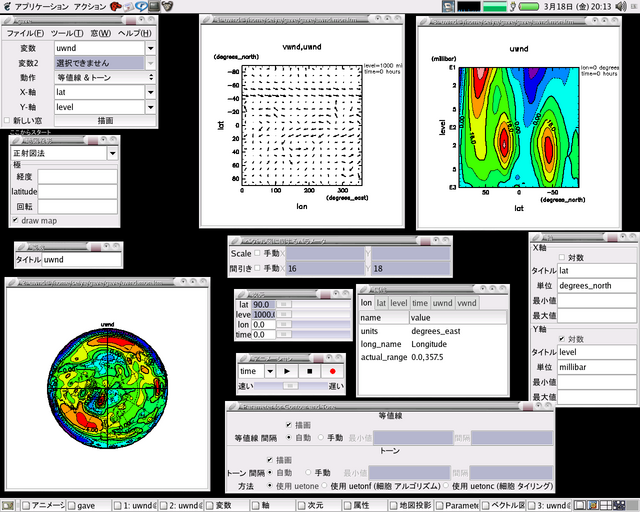 アプリケーション アクション
3月18日 (金) 20:13
gave
ファイル(F) ツール(T) 窓(W) ヘルプ(H)
変数 uwnd
変数2 選択できません
動作 等値線 & トーン
X-軸 lat
Y-軸 level
新しい窓 描画
ここからスタート
正射図法
極
経度
latitude
回転
draw map
タイトル uwnd
vwnd,uwnd
(degrees_north)
level=1000 mi
time=0 hours
-80
-60
-40
-20
0
20
40
60
80
lat
0 100 200 300
(degrees_east)
lon
uwnd
(millibar)
lon=0 degrees
time=0 hours
E1
E2
E3
level
50 0 -50
(degrees_north)
lat
Scale 手動 X Y
間引き 手動 X 16 Y 18
lat 90.0
leve 1000.0
lon 0.0
time 0.0
time
速い 遅い
lon lat level time uwnd vwnd
name value
units degrees_east
long_name Longitude
actual_range 0.0,357.5
X軸
対数
タイトル lat
単位 degrees_north
最小値
最大値
Y軸
対数
タイトル level
単位 millibar
最小値
最大値
uwnd
等値線
描画
等値線 間隔 自動 手動 最小値 間隔
トーン
描画
トーン 間隔 自動 手動 最小値 間隔
方法 使用 uetone 使用 uetonf (細胞 アルゴリズム) 使用 uetonc (細胞 タイリング)
アニメーシ gave 1: uwnd 2: uwnd 変数 軸 次元 属性 地図投影 Paramete ベクトル図 3: uwnd